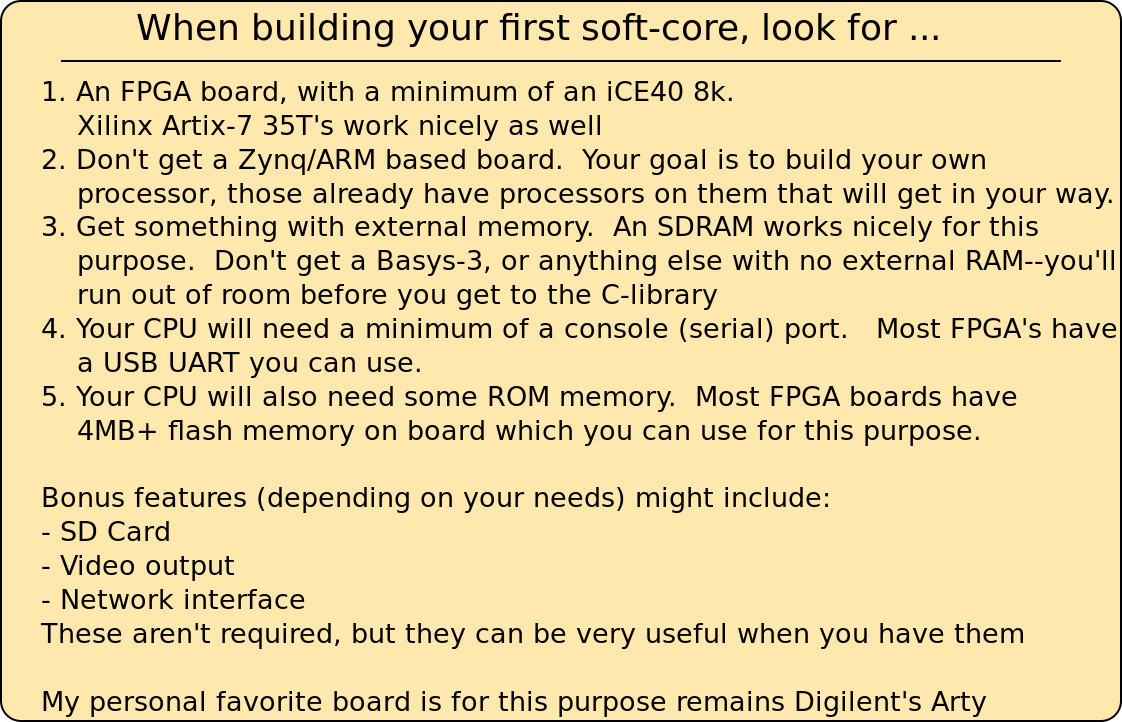 When building your first soft-core, look for ...
1. An FPGA board, with a minimum of an iCE40 8k.
Xilinx Artix-7 35T's work nicely as well
2. Don't get a Zynq/ARM based board.  Your goal is to build your own
processor, those already have processors on them that will get in your way.
3. Get something with external memory.  An SDRAM works nicely for this
purpose.  Don't get a Basys-3, or anything else with no external RAM--you'll
run out of room before you get to the C-library
4. Your CPU will need a minimum of a console (serial) port.   Most FPGA's have
a USB UART you can use.
5. Your CPU will also need some ROM memory.  Most FPGA boards have
4MB+ flash memory on board which you can use for this purpose.
Bonus features (depending on your needs) might include:
- SD Card
- Video output
- Network interface
These aren't required, but they can be very useful when you have them
My personal favorite board is for this purpose remains Digilent's Arty